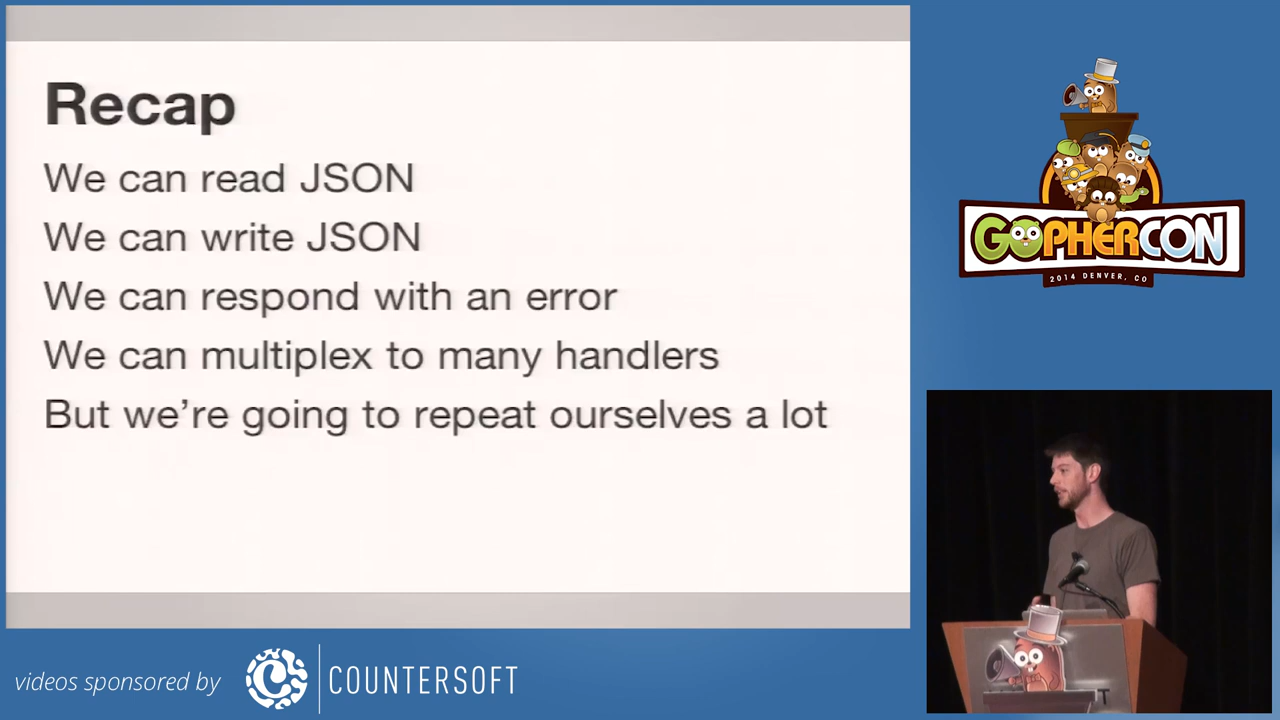 Recap
We can read JSON
We can write JSON
We can respond with an error
We can multiplex to many handlers
But we’re going to repeat ourselves a lot
GOPHERCON
2014 DENVER, CO
videos sponsored by
COUNTERSOFT
T